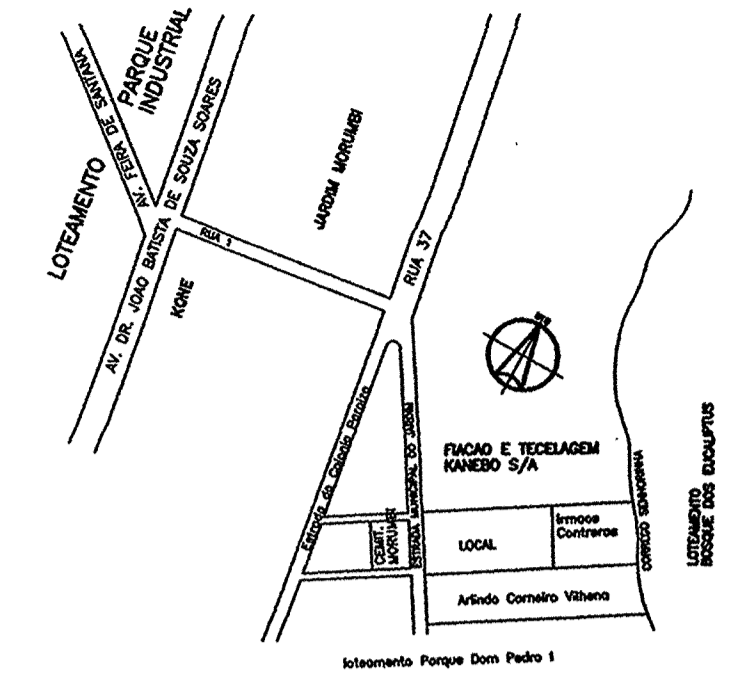 AV. FEIRA DE SANTANA
PARQUE
INDUSTRIAL
LOTEAMENTO
AV. DR. JOAO BATISTA DE SOUZA SOARES
JARDIM MORUMBI
RUA 1
KONE
RUA 37
Estrada da Colonia Paraiso
ESTRADA MUNICIPAL DO JARDIM
FIACAO E TECELAGEM
KANEBO S/A
CEMIT.
MORUMBI
LOCAL
Irmaos
Contreras
CORREGO SENHORINHA
LOTEAMENTO
BOSQUE DOS EUCALIPTUS
Arlindo Corneiro Vilhena
loteamento Parque Dom Pedro 1